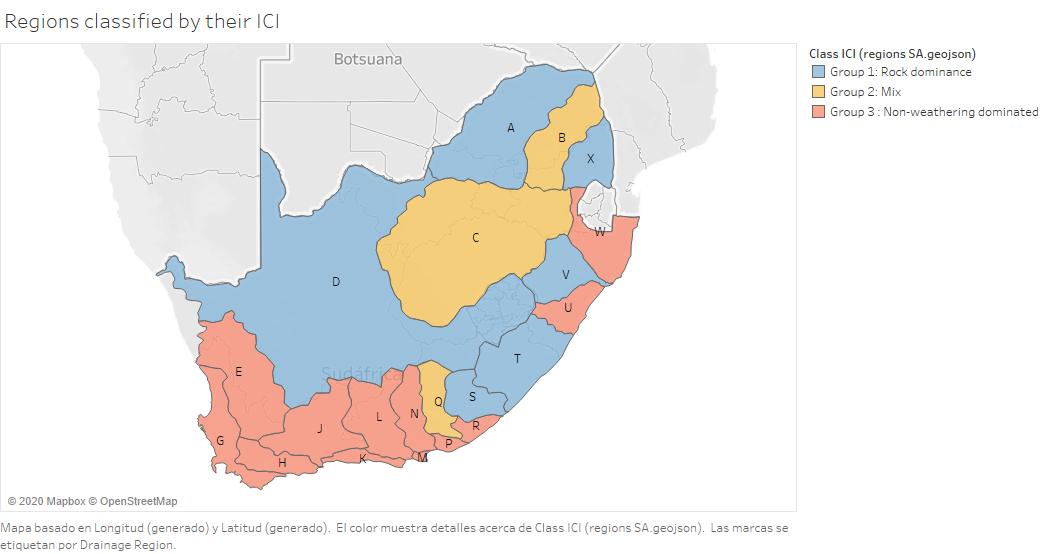 Regions classified by their ICI
Botsuana
Class ICI (regions SA.geojson)
Group 1: Rock dominance
Group 2: Mix
Group 3 : Non-weathering dominated
A
B
X
W
C
V
D
U
T
Sudáfrica
E
S
Q
N
L
J
R
G
P
M
K
H
© 2020 Mapbox © OpenStreetMap
Mapa basado en Longitud (generado) y Latitud (generado). El color muestra detalles acerca de Class ICI (regions SA.geojson). Las marcas se
etiquetan por Drainage Region.